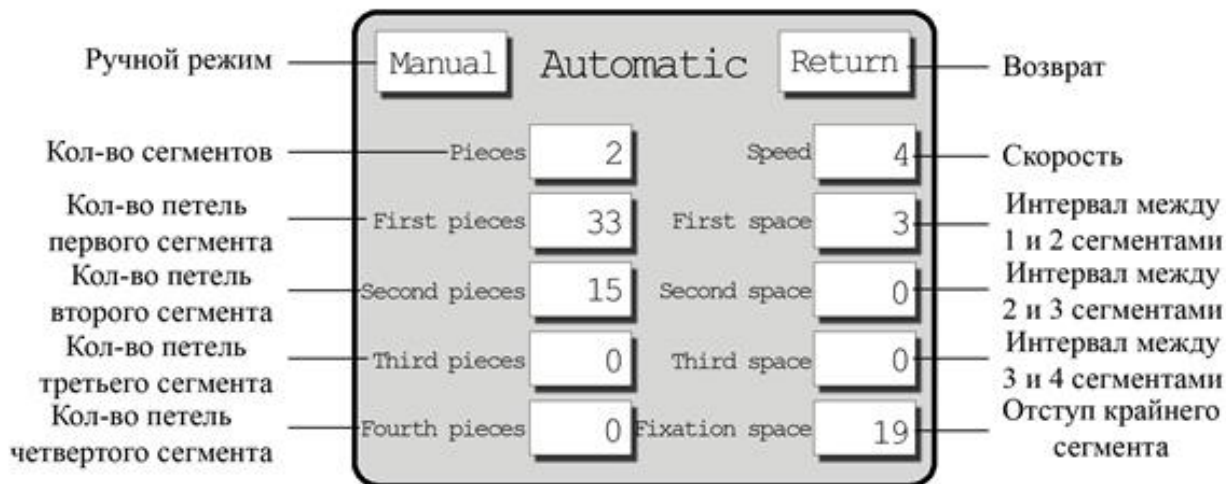 Ручной режим
Manual
Automatic
Return
Возврат
Кол-во сегментов
Pieces
2
Speed
4
Скорость
Кол-во петель
первого сегмента
First pieces
33
First space
3
Интервал между
1 и 2 сегментами
Кол-во петель
второго сегмента
Second pieces
15
Second space
0
Интервал между
2 и 3 сегментами
Кол-во петель
третьего сегмента
Third pieces
0
Third space
0
Интервал между
3 и 4 сегментами
Кол-во петель
четвертого сегмента
Fourth pieces
0
Fixation space
19
Отступ крайнего
сегмента